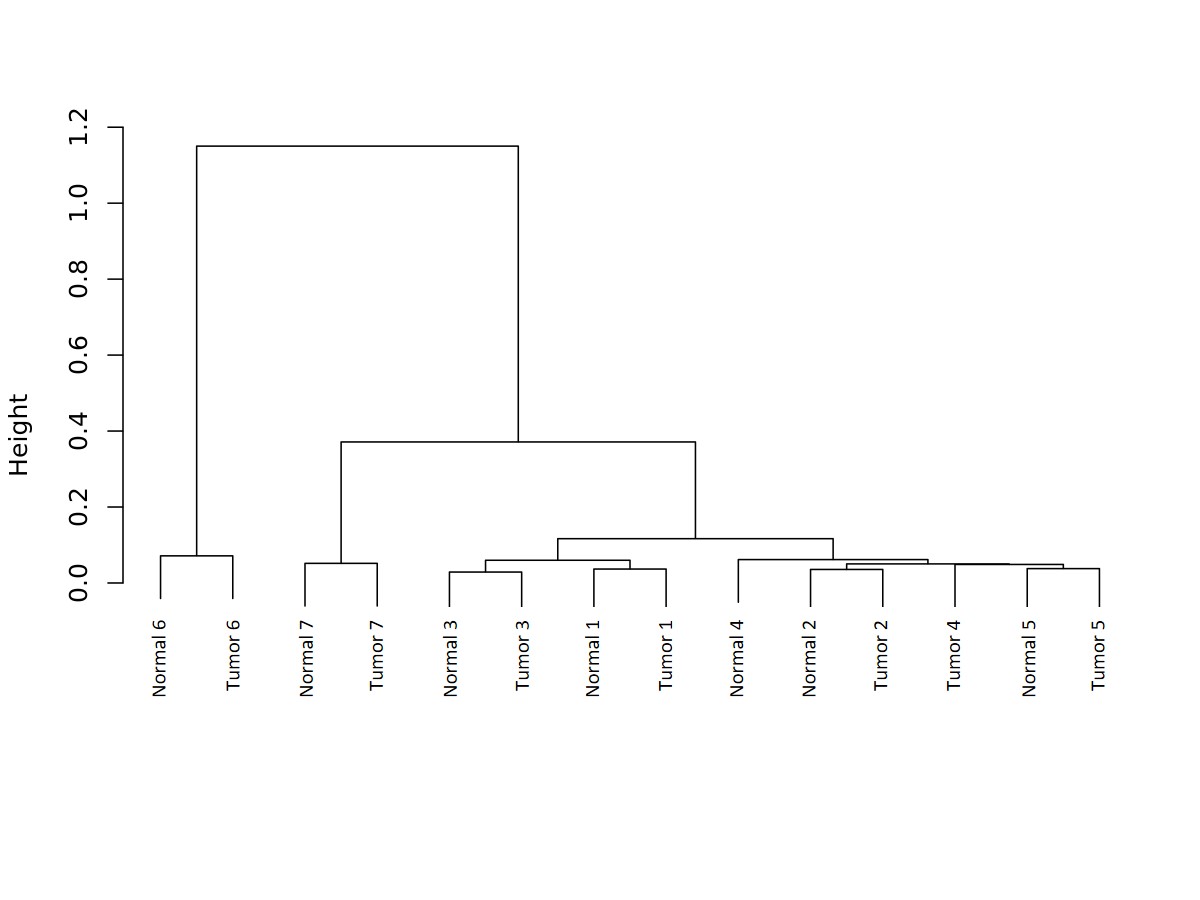 Height
1.2
1.0
0.8
0.6
0.4
0.2
0.0
Normal 6
Tumor 6
Normal 7
Tumor 7
Normal 3
Tumor 3
Normal 1
Tumor 1
Normal 4
Normal 2
Tumor 2
Tumor 4
Normal 5
Tumor 5